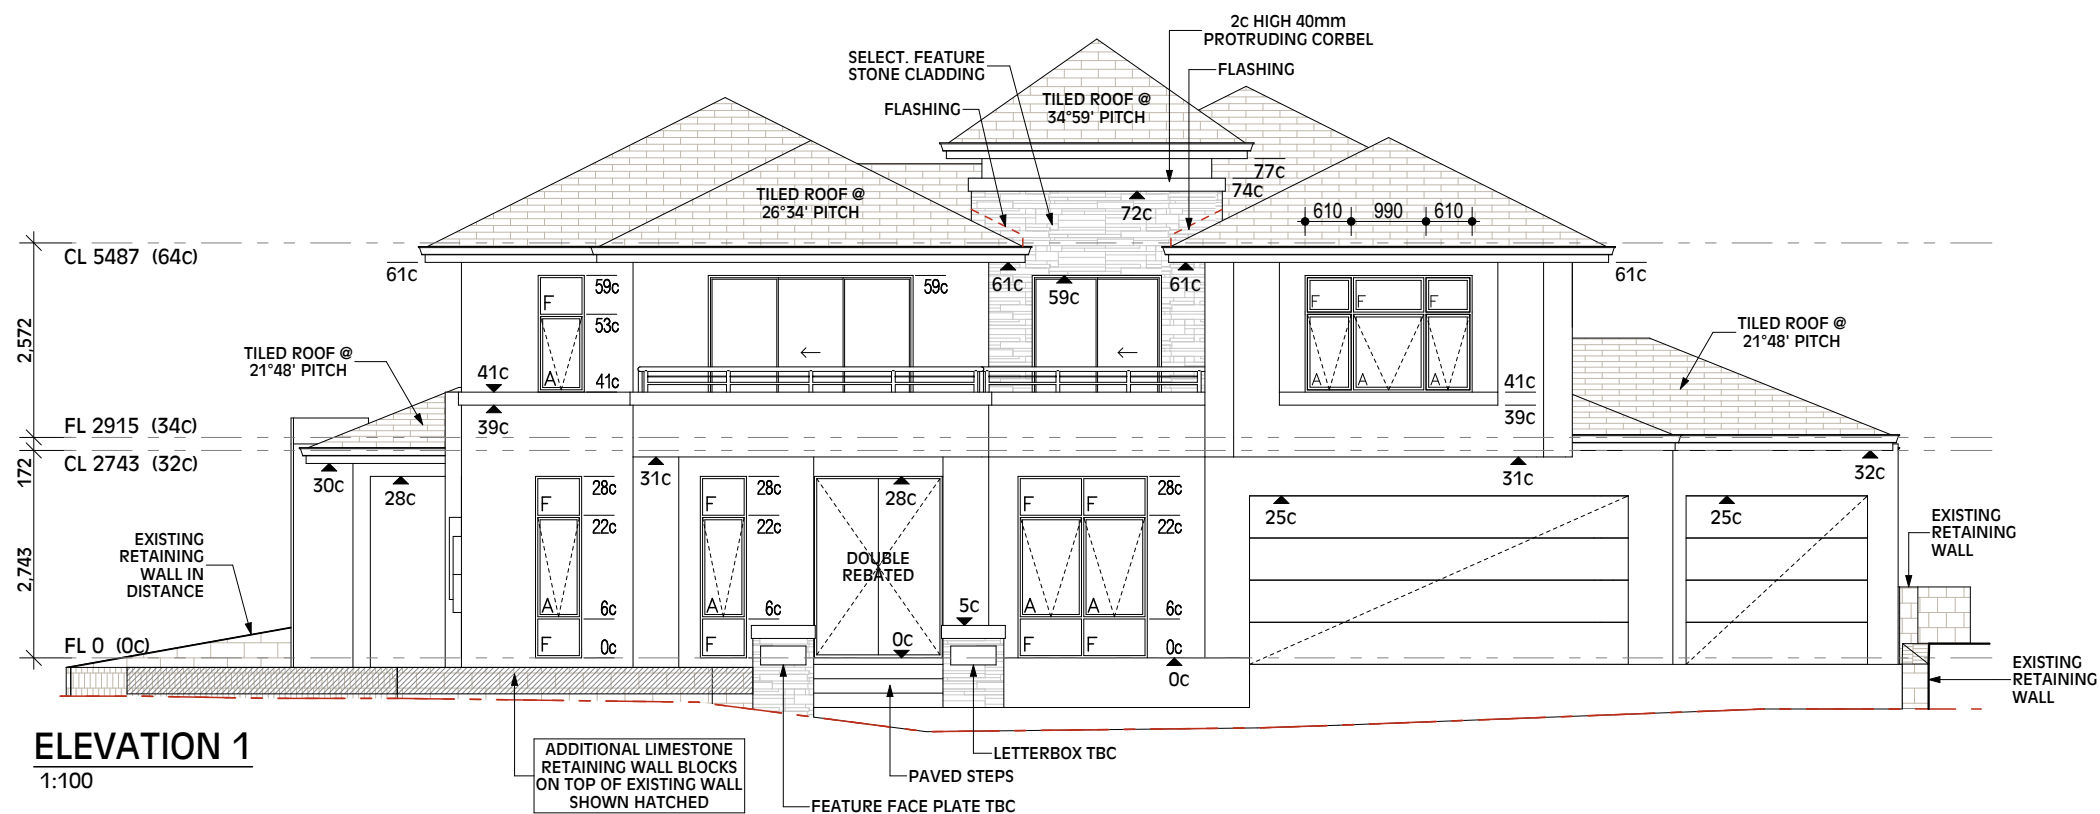 2c HIGH 40mm
PROTRUDING CORBEL
SELECT. FEATURE
STONE CLADDING
FLASHING
FLASHING
TILED ROOF @
34°59' PITCH
TILED ROOF @
26°34' PITCH
77c
74c
72c
610 990 610
CL 5487 (64c)
61c
61c
61c
61c
59c
59c
59c
53c
41c
F
A
F F F
A A A
2,572
TILED ROOF @
21°48' PITCH
TILED ROOF @
21°48' PITCH
41c
39c
41c
39c
FL 2915 (34c)
CL 2743 (32c)
172
30c
28c
31c
31c
32c
28c
22c
6c
0c
F
A
F
28c
22c
6c
0c
F
A
F
28c
DOUBLE
REBATED
0c
5c
F F
A A
F F
28c
22c
6c
0c
0c
25c
25c
2,743
EXISTING
RETAINING
WALL IN
DISTANCE
EXISTING
RETAINING
WALL
FL 0 (0c)
EXISTING
RETAINING
WALL
ELEVATION 1
1:100
ADDITIONAL LIMESTONE
RETAINING WALL BLOCKS
ON TOP OF EXISTING WALL
SHOWN HATCHED
LETTERBOX TBC
PAVED STEPS
FEATURE FACE PLATE TBC